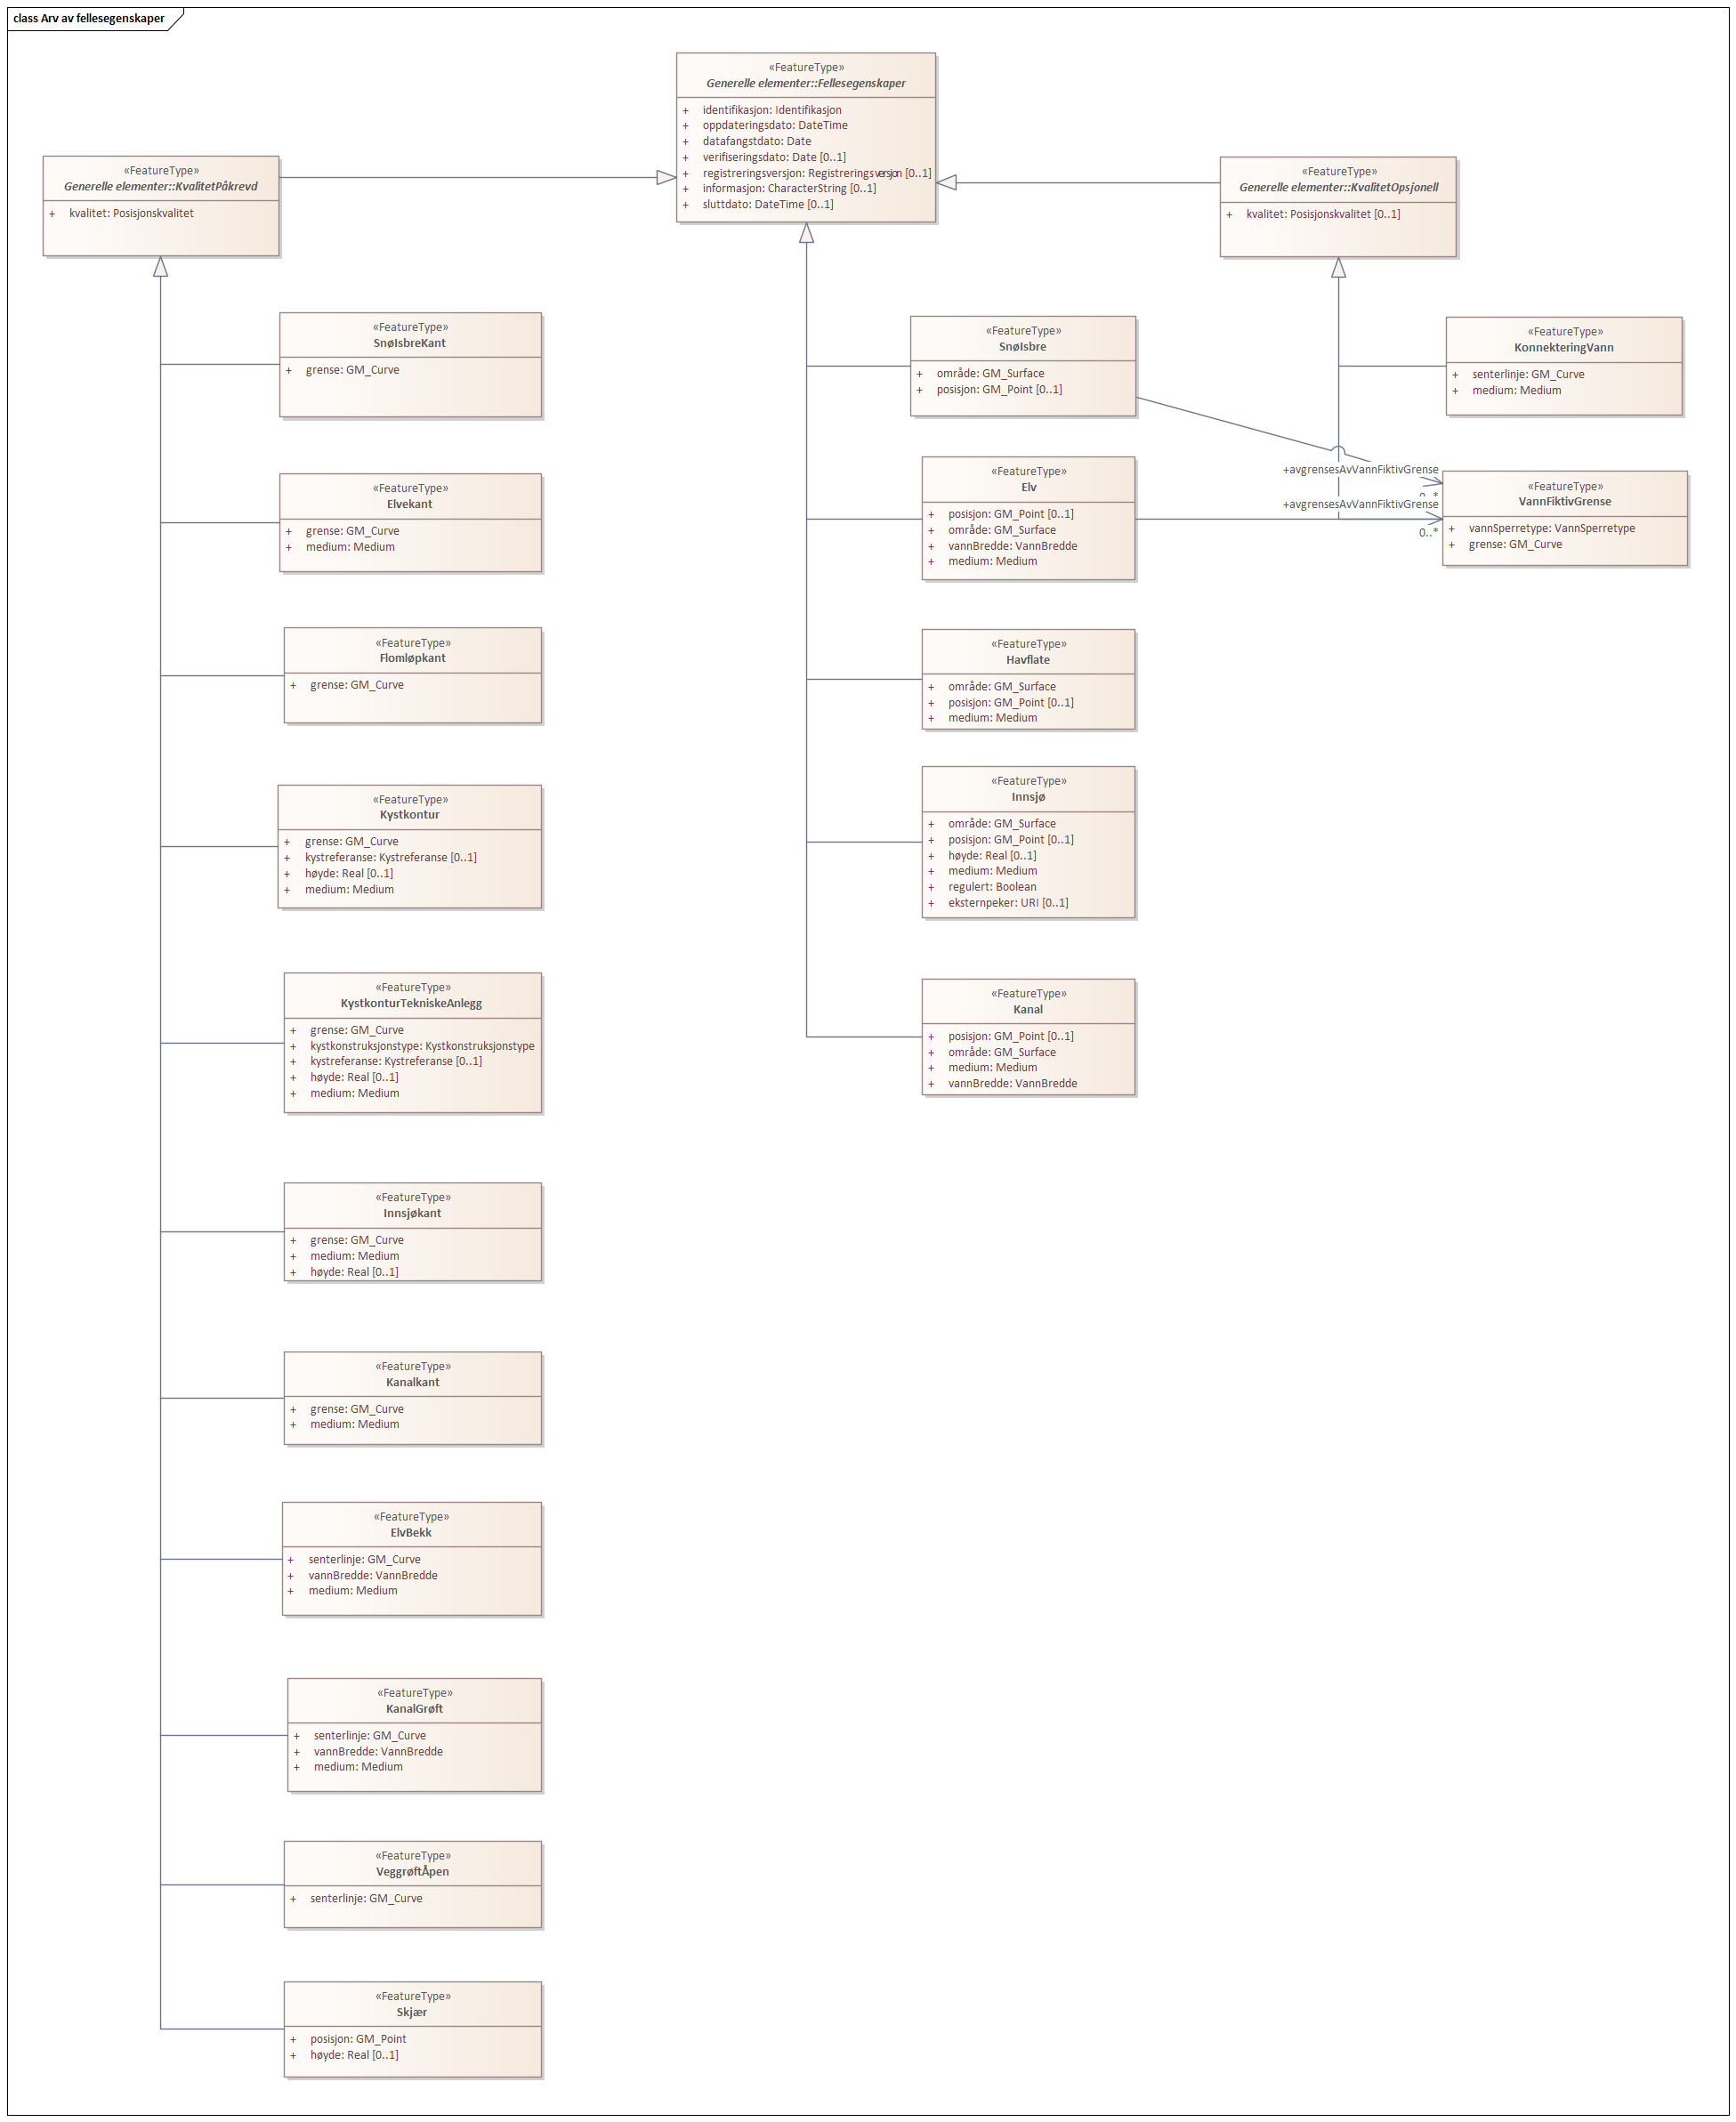 class Arv av fellesegenskaper
«FeatureType»
Generelle elementer::Fellesegenskaper
+ identifikasjon: Identifikasjon
+ oppdateringsdato: DateTime
+ datafangstdato: Date
+ verifiseringsdato: Date [0..1]
+ registreringsversjon: Registreringsversjon [0..1]
+ informasjon: CharacterString [0..1]
+ sluttdato: DateTime [0..1]
«FeatureType»
Generelle elementer::KvalitetPåkrevd
+ kvalitet: Posisjonskvalitet
«FeatureType»
Generelle elementer::KvalitetOpsjonell
+ kvalitet: Posisjonskvalitet [0..1]
«FeatureType»
SnøIsbreKant
+ grense: GM_Curve
«FeatureType»
Elvekant
+ grense: GM_Curve
+ medium: Medium
«FeatureType»
Flomløpkant
+ grense: GM_Curve
«FeatureType»
Kystkontur
+ grense: GM_Curve
+ kystreferanse: Kystreferanse [0..1]
+ høyde: Real [0..1]
+ medium: Medium
«FeatureType»
KystkonturTekniskeAnlegg
+ grense: GM_Curve
+ kystkonstruksjonstype: Kystkonstruksjonstype
+ kystreferanse: Kystreferanse [0..1]
+ høyde: Real [0..1]
+ medium: Medium
«FeatureType»
Innsjøkant
+ grense: GM_Curve
+ medium: Medium
+ høyde: Real [0..1]
«FeatureType»
Kanalkant
+ grense: GM_Curve
+ medium: Medium
«FeatureType»
ElvBekk
+ senterlinje: GM_Curve
+ vannBredde: VannBredde
+ medium: Medium
«FeatureType»
KanalGrøft
+ senterlinje: GM_Curve
+ vannBredde: VannBredde
+ medium: Medium
«FeatureType»
VeggrøftÅpen
+ senterlinje: GM_Curve
«FeatureType»
Skjær
+ posisjon: GM_Point
+ høyde: Real [0..1]
«FeatureType»
SnøIsbre
+ område: GM_Surface
+ posisjon: GM_Point [0..1]
«FeatureType»
Elv
+ posisjon: GM_Point [0..1]
+ område: GM_Surface
+ vannBredde: VannBredde
+ medium: Medium
«FeatureType»
Havflate
+ område: GM_Surface
+ posisjon: GM_Point [0..1]
+ medium: Medium
«FeatureType»
Innsjø
+ område: GM_Surface
+ posisjon: GM_Point [0..1]
+ høyde: Real [0..1]
+ medium: Medium
+ regulert: Boolean
+ eksternpeker: URI [0..1]
«FeatureType»
Kanal
+ posisjon: GM_Point [0..1]
+ område: GM_Surface
+ medium: Medium
+ vannBredde: VannBredde
«FeatureType»
KonnekteringVann
+ senterlinje: GM_Curve
+ medium: Medium
+avgrensesAvVannFiktivGrense
+avgrensesAvVannFiktivGrense
0..*
«FeatureType»
VannFiktivGrense
+ vannSperretype: VannSperretype
+ grense: GM_Curve